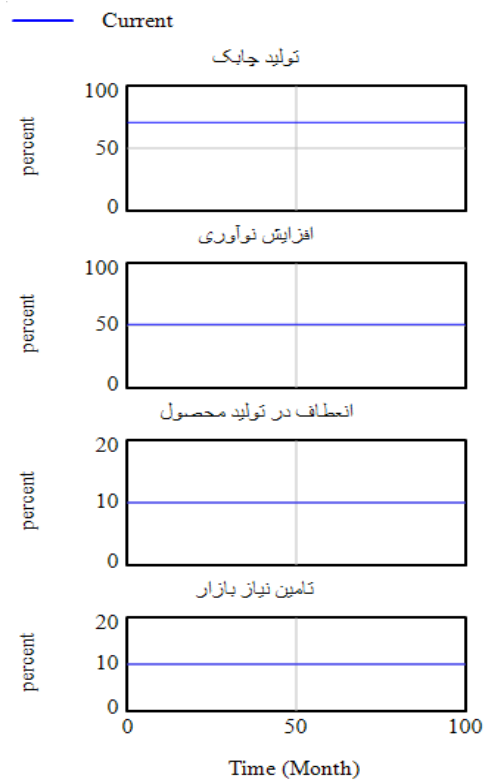 Current
تولید چابک
percent
100
50
0
افزایش نوآوری
percent
100
50
0
انعطاف در تولید محصول
percent
20
10
0
تامین نیاز بازار
percent
20
10
0
0 50 100
Time (Month)